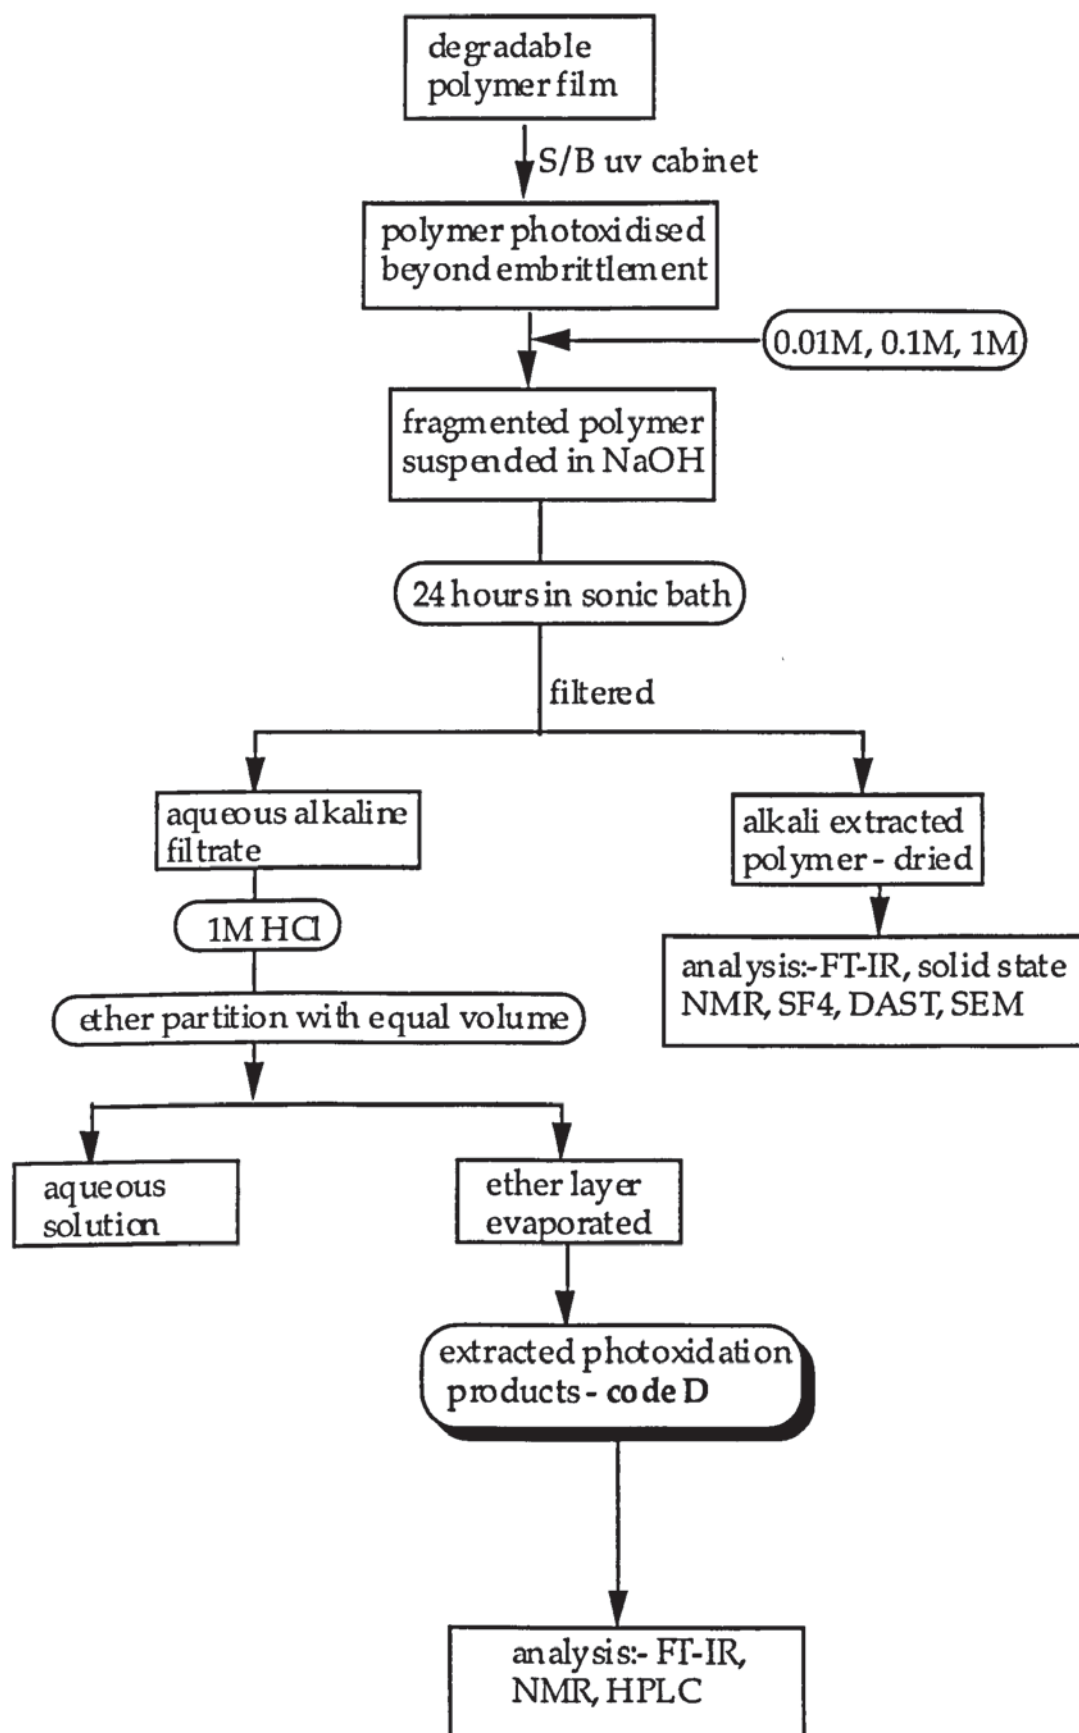 degradable
polymer film
S/B uv cabinet
polymer photoxidised
beyond embrittlement
0.01M, 0.1M, 1M
fragmented polymer
suspended in NaOH
24 hours in sonic bath
filtered
aqueous alkaline
filtrate
alkali extracted
polymer - dried
1M HCl
analysis:-FT-IR, solid state
NMR, SF4, DAST, SEM
ether partition with equal volume
aqueous
solution
ether layer
evaporated
extracted photoxidation
products - code D
analysis:- FT-IR,
NMR, HPLC